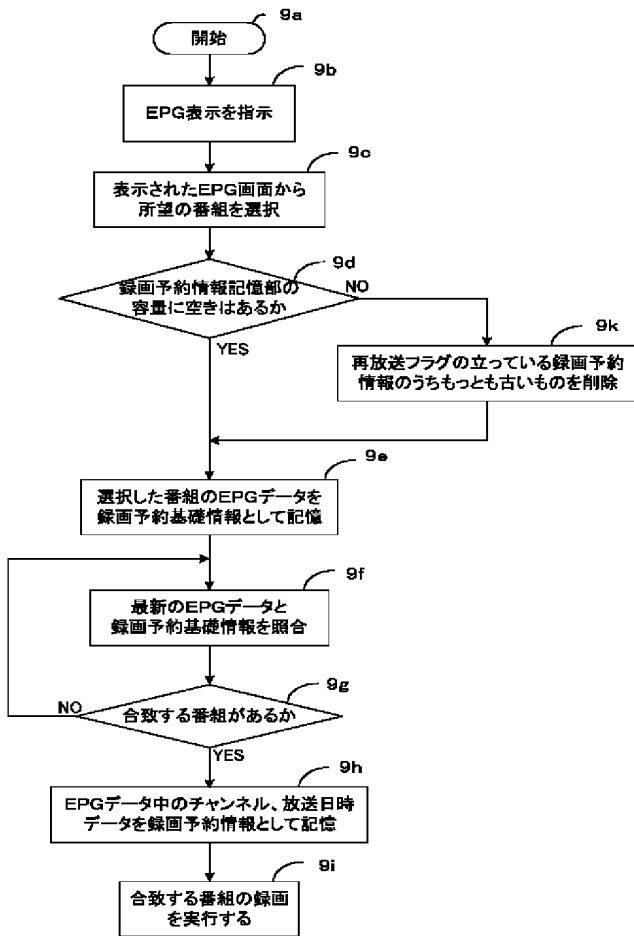 9a
開始
9b
EPG表示を指示
9c
表示されたEPG画面から
所望の番組を選択
9d
録画予約情報記憶部の
容量に空きはあるか
NO
YES
9k
再放送フラグの立っている録画予約
情報のうちもっとも古いものを削除
9e
選択した番組のEPGデータを
録画予約基礎情報として記憶
9f
最新のEPGデータと
録画予約基礎情報を照合
9g
合致する番組があるか
NO
YES
9h
EPGデータ中のチャンネル、放送日時
データを録画予約情報として記憶
9i
合致する番組の録画
を実行する